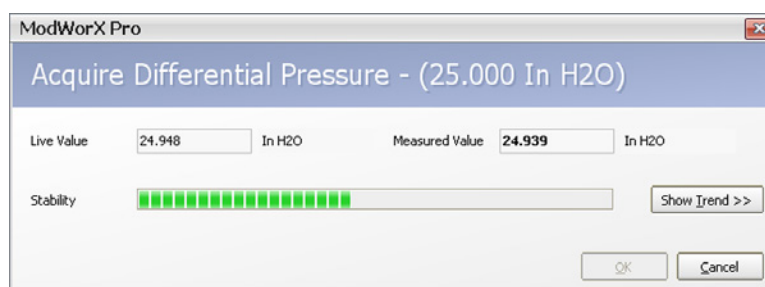 ModWorX Pro
Acquire Differential Pressure - (25.000 In H2O)
Live Value 24.948 In H2O Measured Value 24.939 In H2O
Stability Show Trend >>
OK Cancel